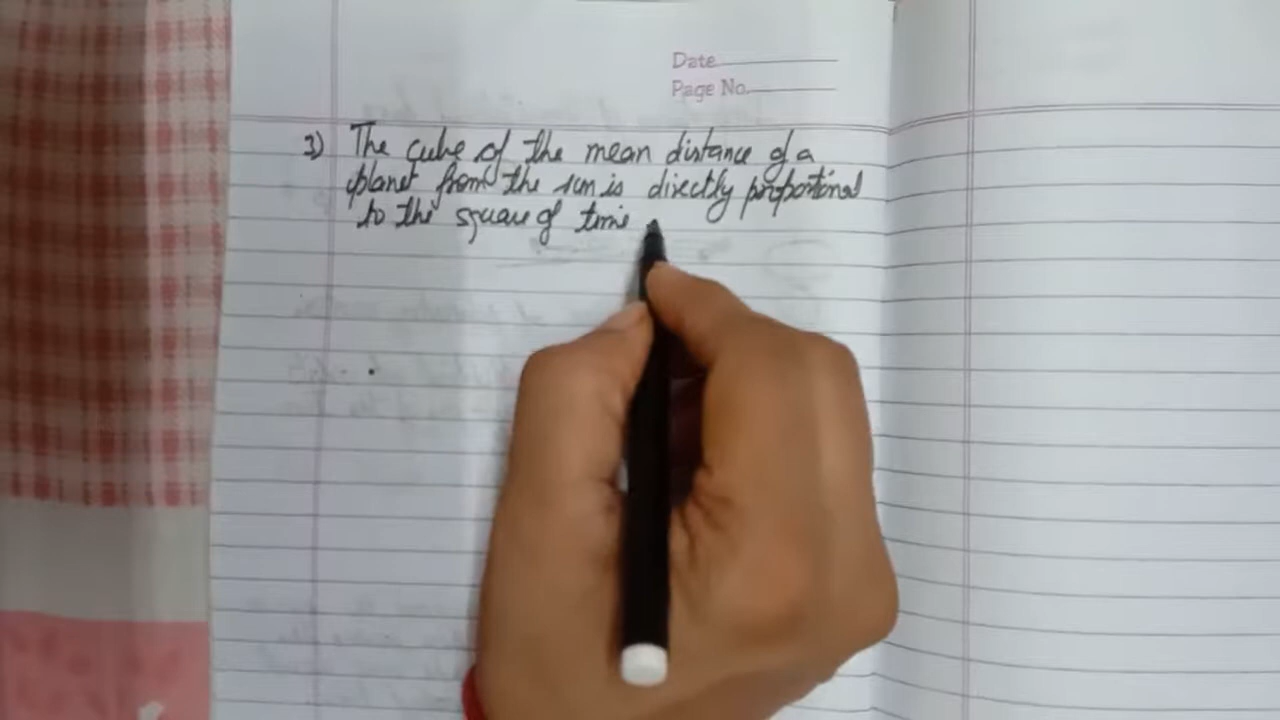 Date
Page No.
3) The cube of the mean distance of a
planet from the sun is directly proportional
to the square of time